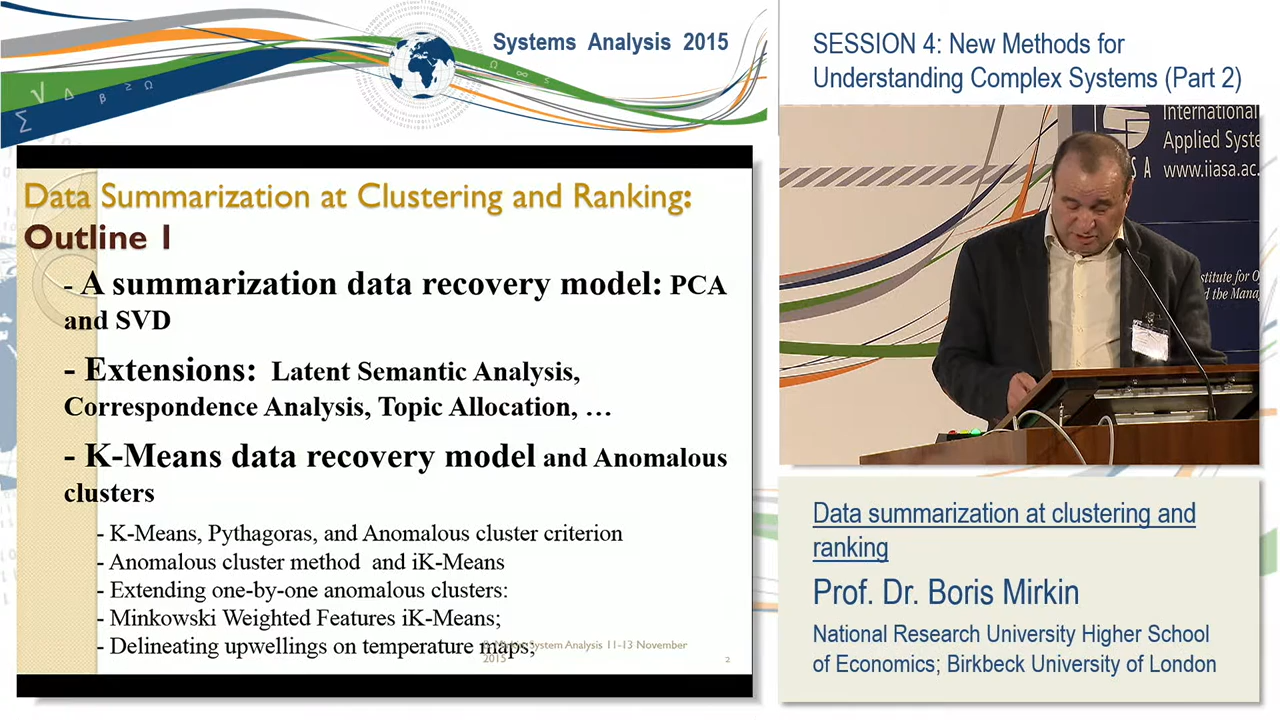 Systems Analysis 2015
SESSION 4: New Methods for
Understanding Complex Systems (Part 2)
Data Summarization at Clustering and Ranking:
Outline 1
- A summarization data recovery model: PCA
and SVD
- Extensions: Latent Semantic Analysis,
Correspondence Analysis, Topic Allocation, …
- K-Means data recovery model and Anomalous
clusters
- K-Means, Pythagoras, and Anomalous cluster criterion
- Anomalous cluster method and iK-Means
- Extending one-by-one anomalous clusters:
- Minkowski Weighted Features iK-Means;
- Delineating upwellings on temperature maps;
System Analysis 11-13 November
2015
2
International
Applied Syste
www.iiasa.ac.
stitute for O
d the Manag
Data summarization at clustering and
ranking
Prof. Dr. Boris Mirkin
National Research University Higher School
of Economics; Birkbeck University of London